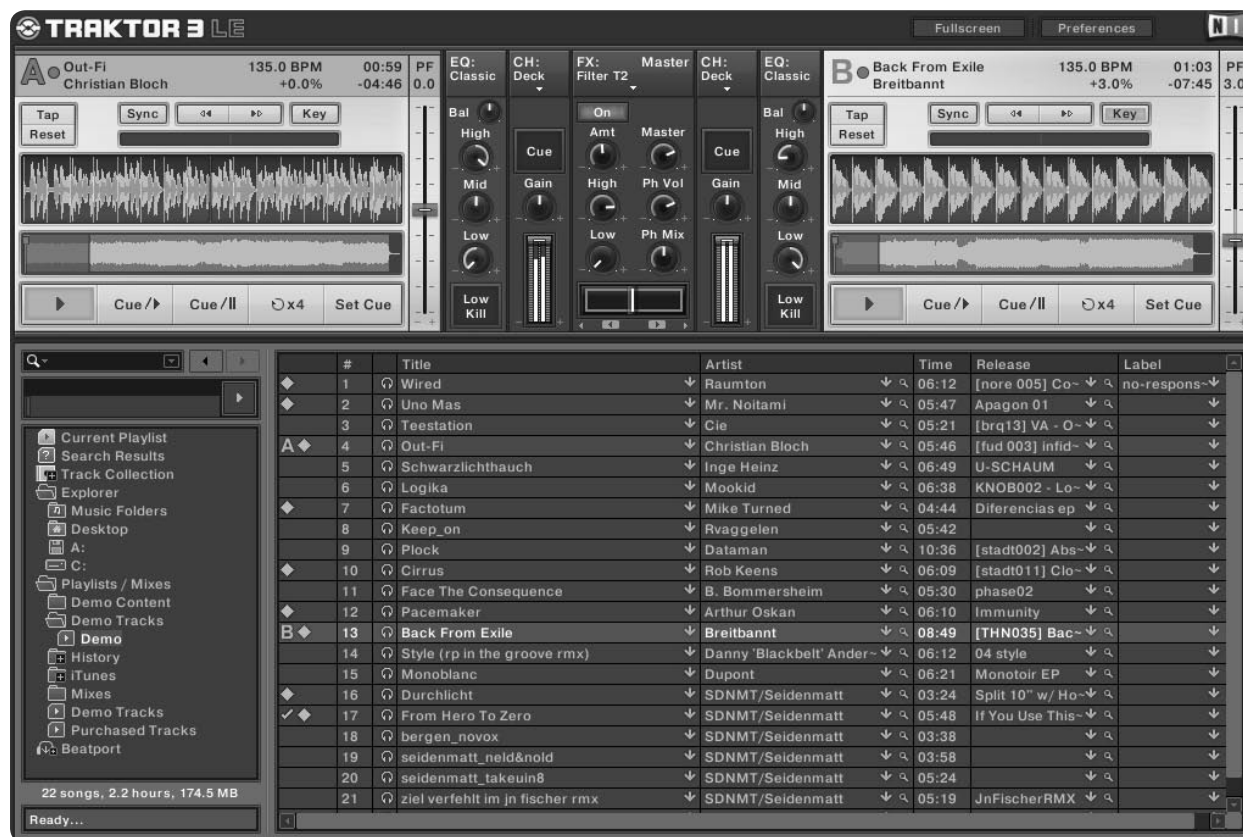 TRAKTOR 3 LE
Fullscreen
Preferences
N I
A
Out-Fi
Christian Bloch
135.0 BPM
+0.0%
00:59
-04:46
PF
0.0
Tap
Reset
Sync
Key
Cue/
Cue/II
x4
Set Cue
EQ:
Classic
Bal
High
Mid
Low
Low
Kill
CH:
Deck
Cue
Gain
FX:
Filter T2
Master
On
Amt
Master
High
Ph Vol
Low
Ph Mix
CH:
Deck
Cue
Gain
EQ:
Classic
Bal
High
Mid
Low
Low
Kill
B
Back From Exile
Breitbannt
135.0 BPM
+3.0%
01:03
-07:45
PF
3.0
Tap
Reset
Sync
Key
Cue/
Cue/II
x4
Set Cue
Current Playlist
Search Results
Track Collection
Explorer
Music Folders
Desktop
A:
C:
Playlists / Mixes
Demo Content
Demo Tracks
Demo
History
iTunes
Mixes
Demo Tracks
Purchased Tracks
Beatport
22 songs, 2.2 hours, 174.5 MB
Ready...
# Title Artist Time Release Label
1 Wired Raumton 06:12 [nore 005] Co~ no-respons~
2 Uno Mas Mr. Noitami 05:47 Apagon 01
3 Teestation Cie 05:21 [brq13] VA - O~
A 4 Out-Fi Christian Bloch 05:46 [fud 003] infid~
5 Schwarzlichthauch Inge Heinz 06:49 U-SCHAUM
6 Logika Mookid 06:38 KNOB002 - Lo~
7 Factotum Mike Turned 04:44 Diferencias ep
8 Keep_on Rvaggelen 05:42
9 Plock Dataman 10:36 [stadt002] Abs~
10 Cirrus Rob Keens 06:09 [stadt011] Clo~
11 Face The Consequence B. Bommersheim 05:30 phase02
12 Pacemaker Arthur Oskan 06:10 Immunity
B 13 Back From Exile Breitbannt 08:49 [THN035] Bac~
14 Style (rp in the groove rmx) Danny 'Blackbelt' Ander~ 06:12 04 style
15 Monoblanc Dupont 06:21 Monotoir EP
16 Durchlicht SDNMT/Seidenmatt 03:24 Split 10" w/ Ho~
17 From Hero To Zero SDNMT/Seidenmatt 05:48 If You Use This~
18 bergen_novox SDNMT/Seidenmatt 03:38
19 seidenmatt_neld&nold SDNMT/Seidenmatt 03:58
20 seidenmatt_takeuin8 SDNMT/Seidenmatt 05:24
21 ziel verfehlt im jn fischer rmx SDNMT/Seidenmatt 05:19 JnFischerRMX